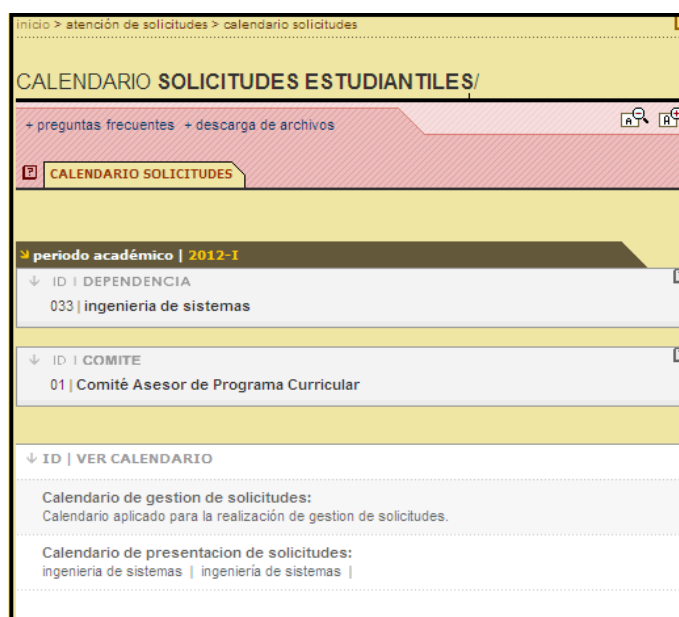 inicio > atención de solicitudes > calendario solicitudes
CALENDARIO SOLICITUDES ESTUDIANTILES/
+ preguntas frecuentes + descarga de archivos
A A
? CALENDARIO SOLICITUDES
periodo académico | 2012-I
ID | DEPENDENCIA
033 | ingenieria de sistemas
ID | COMITE
01 | Comité Asesor de Programa Curricular
ID | VER CALENDARIO
Calendario de gestion de solicitudes:
Calendario aplicado para la realización de gestion de solicitudes.
Calendario de presentacion de solicitudes:
ingenieria de sistemas | ingeniería de sistemas |